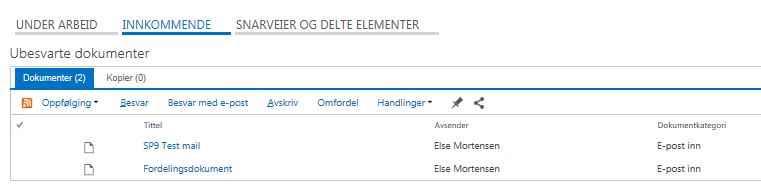 UNDER ARBEID INNKOMMENDE SNARVEIER OG DELTE ELEMENTER
Ubesvarte dokumenter
Dokumenter (2) Kopier (0)
Oppfølging Besvar Besvar med e-post Avskriv Omfordel Handlinger
Tittel Avsender Dokumentkategori
SP9 Test mail Else Mortensen E-post inn
Fordelingsdokument Else Mortensen E-post inn